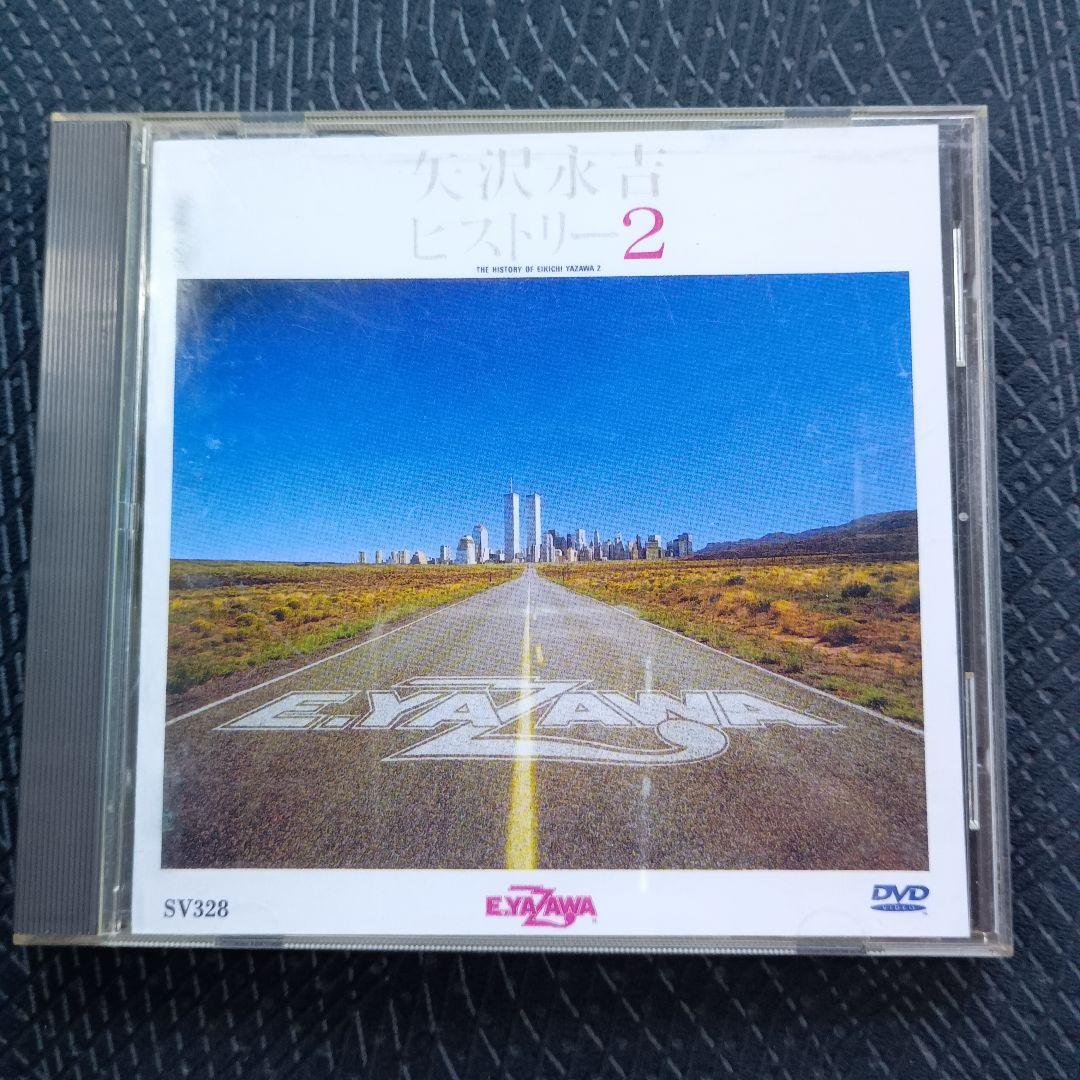 矢沢永吉
ヒストリー2
THE HISTORY OF EIKICHI YAZAWA 2
E.YAZAWA
SV328
E.YAZAWA
DVD
VIDEO